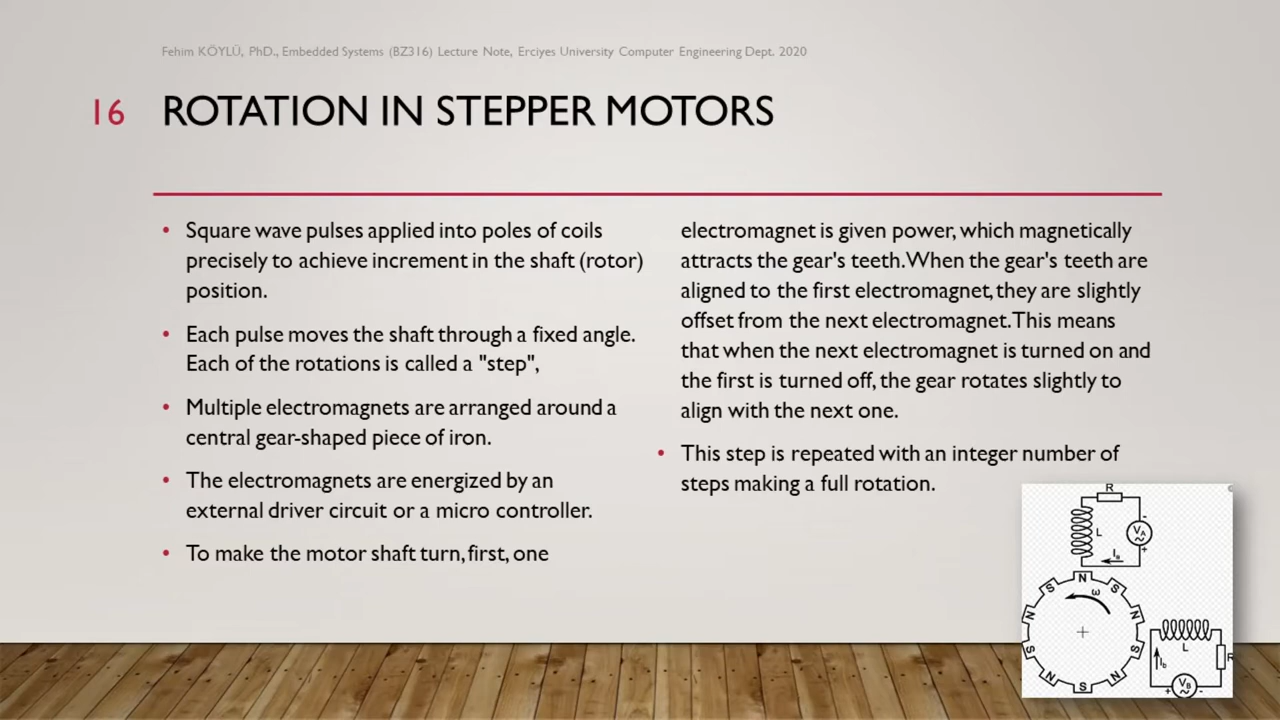 Fehim KÖYLÜ, PhD., Embedded Systems (BZ316) Lecture Note, Erciyes University Computer Engineering Dept. 2020
16 ROTATION IN STEPPER MOTORS
• Square wave pulses applied into poles of coils
precisely to achieve increment in the shaft (rotor)
position.
• Each pulse moves the shaft through a fixed angle.
Each of the rotations is called a "step",
• Multiple electromagnets are arranged around a
central gear-shaped piece of iron.
• The electromagnets are energized by an
external driver circuit or a micro controller.
• To make the motor shaft turn, first, one
electromagnet is given power, which magnetically
attracts the gear's teeth. When the gear's teeth are
aligned to the first electromagnet, they are slightly
offset from the next electromagnet. This means
that when the next electromagnet is turned on and
the first is turned off, the gear rotates slightly to
align with the next one.
• This step is repeated with an integer number of
steps making a full rotation.
R
L
VA
-
+
Ia
N
S
S
ω
N
N
S
S
N
N
S
L
R
Ib
VB
+
-